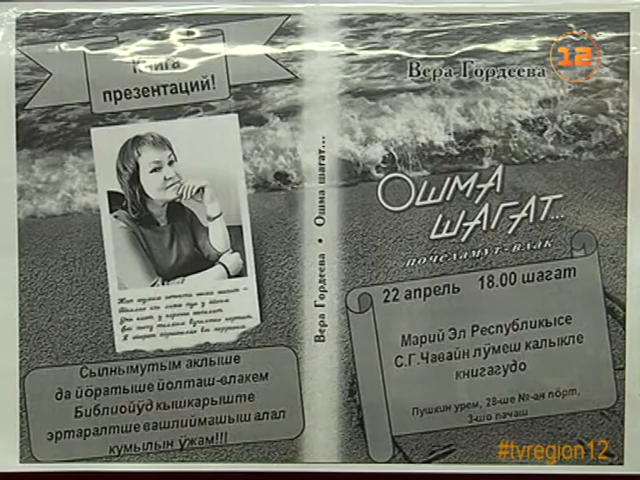 Книга
презентаций!
Сылнымутым аклыше
да йӧратыше йолташ-влакем
Библиойӱд кышкарыште
эртаралтше вашлиймашыш алал
кумылын ӱжам!!!
Вера Гордеева • Ошма шагат...
Вера Гордеева
12
Ошма
шагат...
почеламут-влак
22 апрель 18.00 шагат
Марий Эл Республикысе
С.Г.Чавайн лӱмеш калыкле
книгагудо
Пушкин урем, 28-ше №-ан пӧрт,
3-шо пачаш
#tvregion12